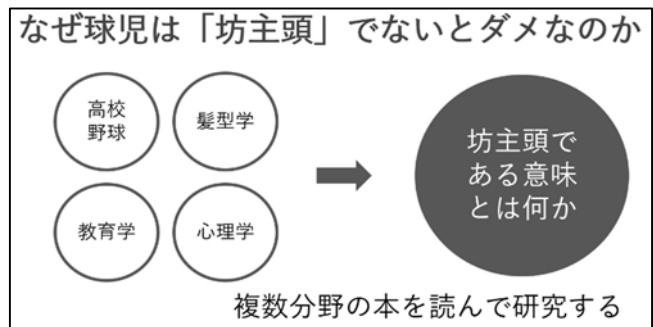 なぜ球児は「坊主頭」でないとダメなのか
高校
野球
髪型学
教育学
心理学
坊主頭で
ある意味
とは何か
複数分野の本を読んで研究する